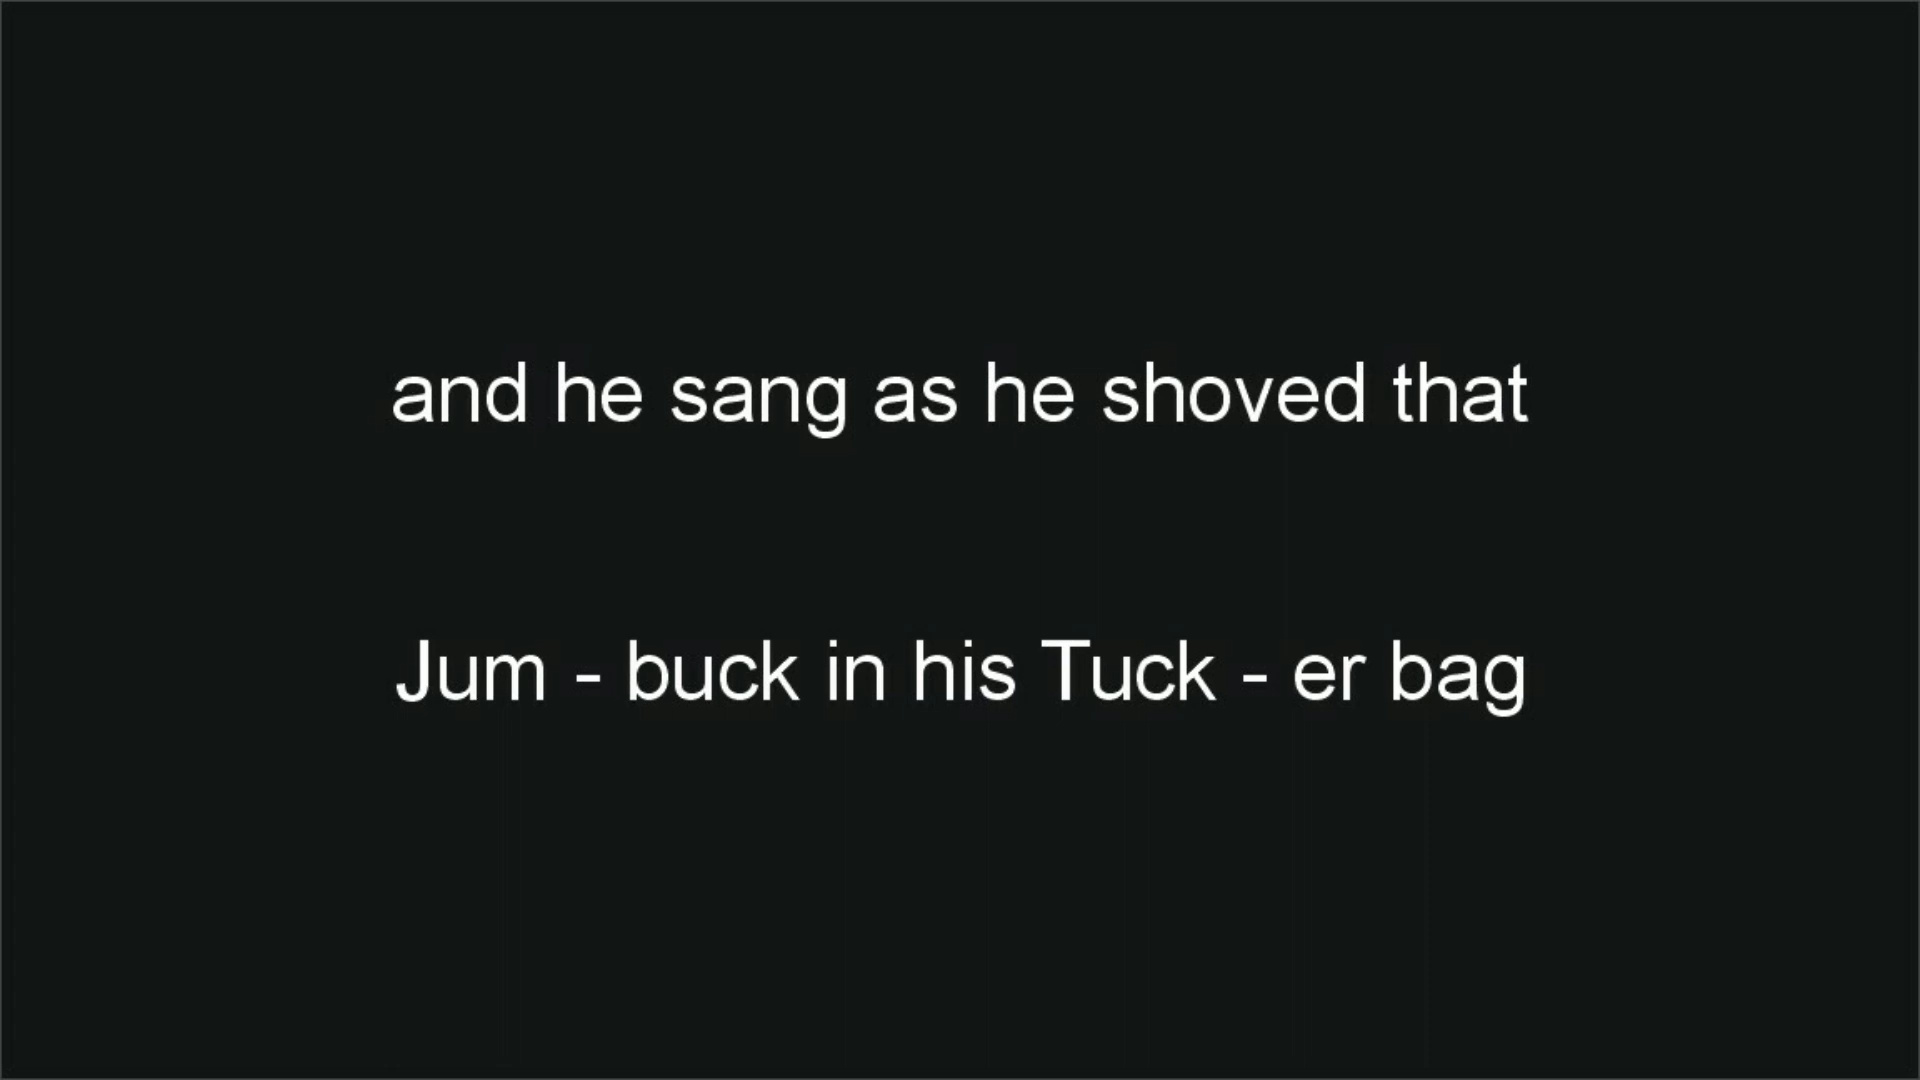 and he sang as he shoved that
Jum - buck in his Tuck - er bag